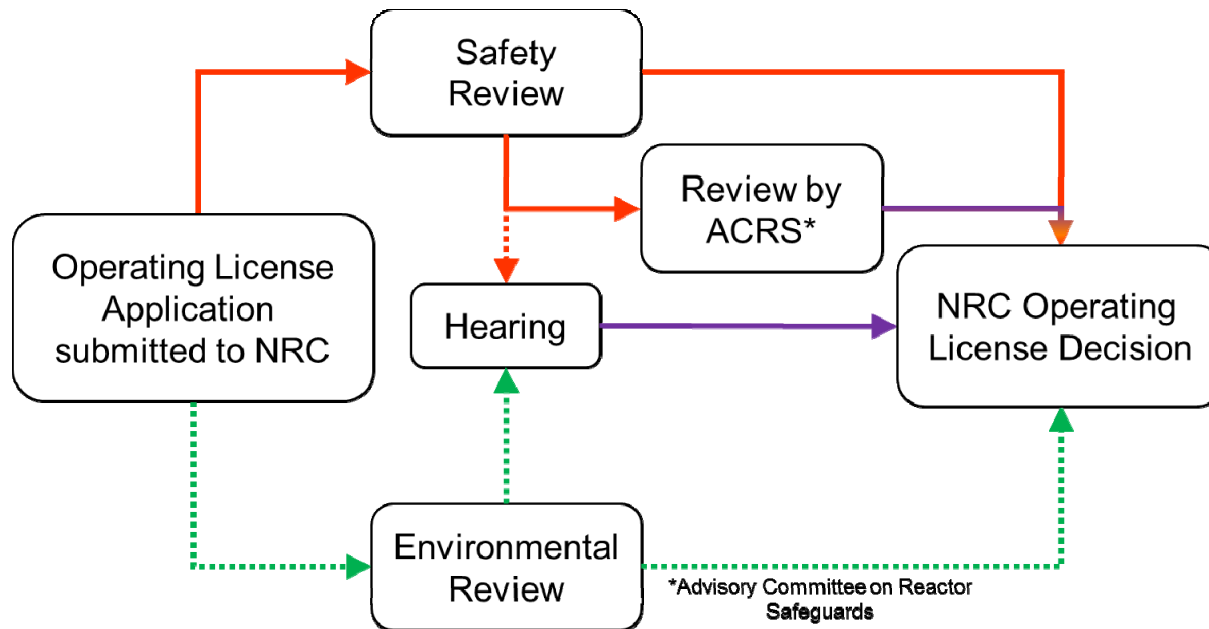 Safety
Review
Review by
ACRS*
Operating License
Application
submitted to NRC
Hearing
NRC Operating
License Decision
Environmental
Review
*Advisory Committee on Reactor
Safeguards